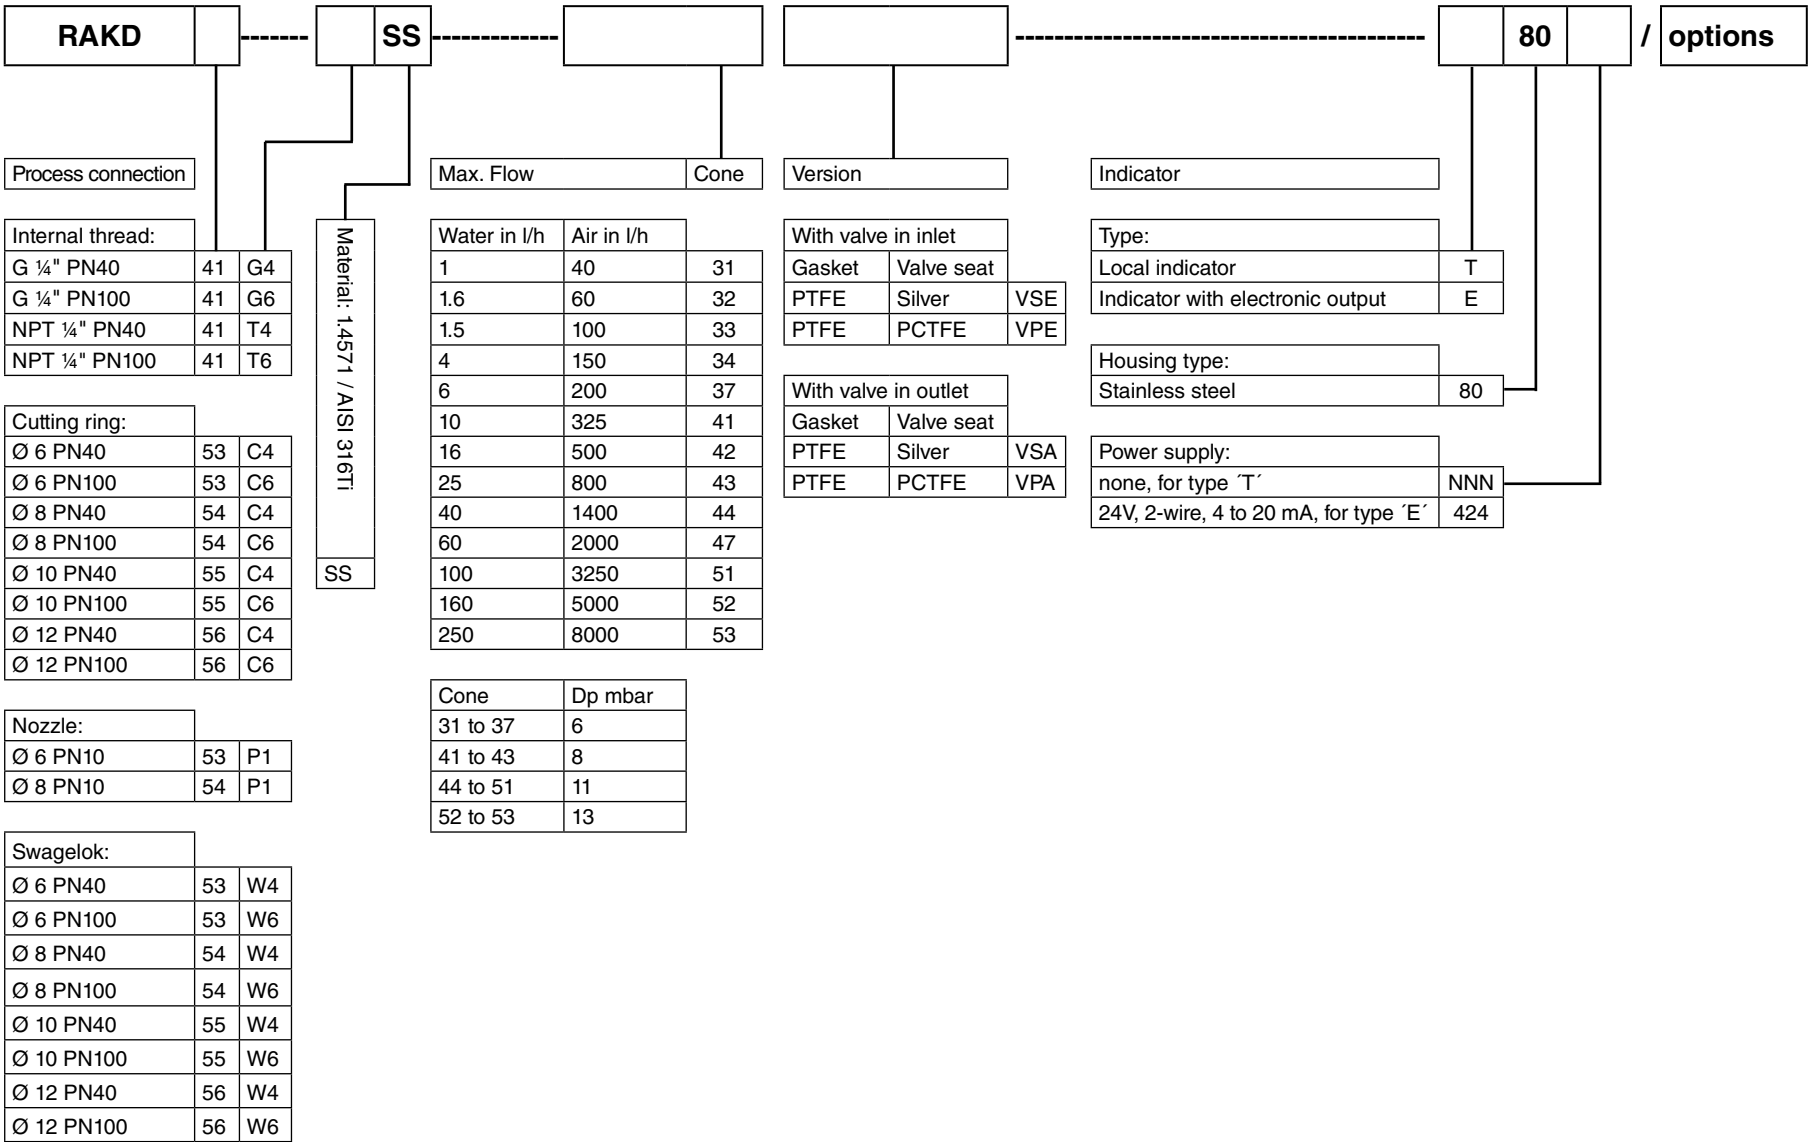 RAKD ------- SS ------------- ------------------------------------------ 80 / options
Process connection
Internal thread:
G ¼" PN40 41 G4
G ¼" PN100 41 G6
NPT ¼" PN40 41 T4
NPT ¼" PN100 41 T6
Cutting ring:
Ø 6 PN40 53 C4
Ø 6 PN100 53 C6
Ø 8 PN40 54 C4
Ø 8 PN100 54 C6
Ø 10 PN40 55 C4
Ø 10 PN100 55 C6
Ø 12 PN40 56 C4
Ø 12 PN100 56 C6
Nozzle:
Ø 6 PN10 53 P1
Ø 8 PN10 54 P1
Swagelok:
Ø 6 PN40 53 W4
Ø 6 PN100 53 W6
Ø 8 PN40 54 W4
Ø 8 PN100 54 W6
Ø 10 PN40 55 W4
Ø 10 PN100 55 W6
Ø 12 PN40 56 W4
Ø 12 PN100 56 W6
Material: 1.4571 / AISI 316Ti
SS
Max. Flow Cone
Water in l/h Air in l/h
1 40 31
1.6 60 32
1.5 100 33
4 150 34
6 200 37
10 325 41
16 500 42
25 800 43
40 1400 44
60 2000 47
100 3250 51
160 5000 52
250 8000 53
Cone Dp mbar
31 to 37 6
41 to 43 8
44 to 51 11
52 to 53 13
Version
With valve in inlet
Gasket Valve seat
PTFE Silver VSE
PTFE PCTFE VPE
With valve in outlet
Gasket Valve seat
PTFE Silver VSA
PTFE PCTFE VPA
Indicator
Type:
Local indicator T
Indicator with electronic output E
Housing type:
Stainless steel 80
Power supply:
none, for type ´T´ NNN
24V, 2-wire, 4 to 20 mA, for type ´E´ 424